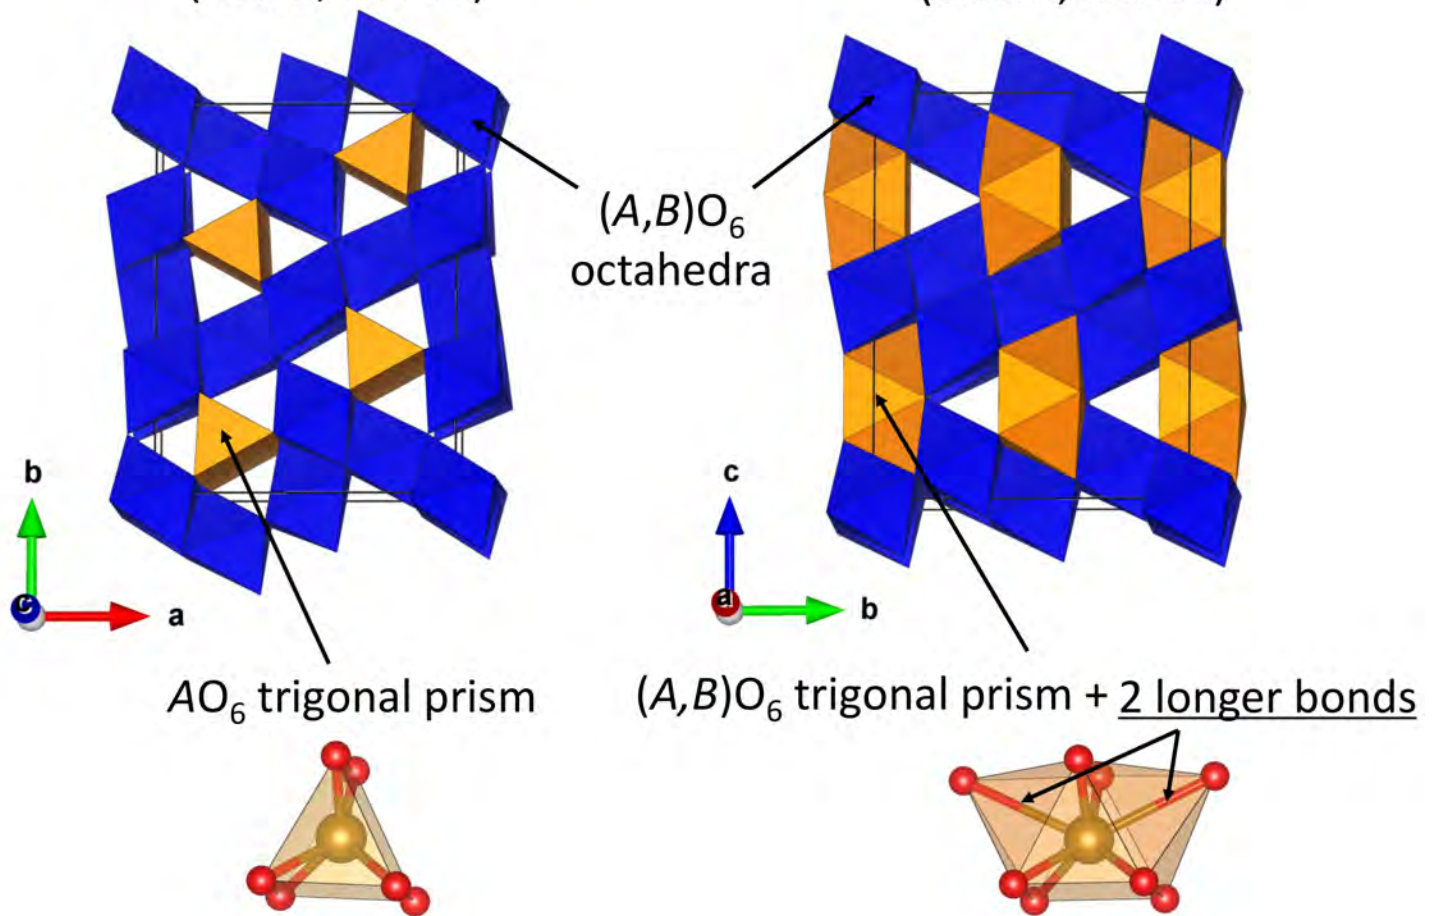 (A,B)O6
octahedra
b
c
c
a
a
b
AO6 trigonal prism
(A,B)O6 trigonal prism + 2 longer bonds